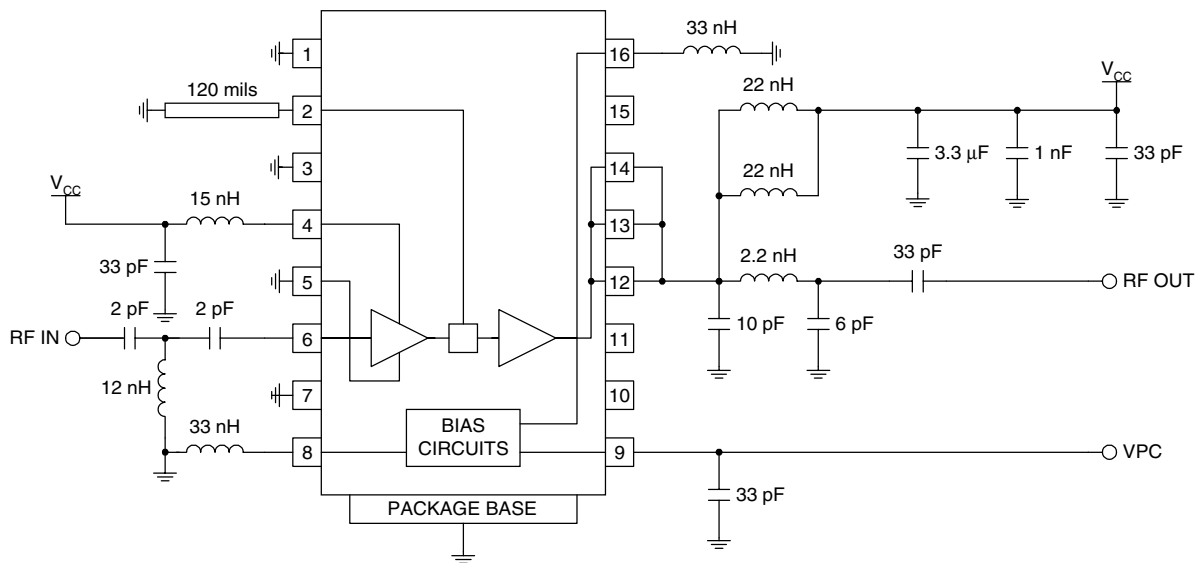 33 nH
1
16
V_CC
120 mils
22 nH
2
15
3.3 μF
1 nF
33 pF
3
14
V_CC
15 nH
22 nH
4
13
33 pF
2.2 nH
33 pF
5
12
RF OUT
2 pF
2 pF
10 pF
6 pF
RF IN
6
11
12 nH
7
10
33 nH
BIAS
CIRCUITS
8
9
VPC
33 pF
PACKAGE BASE